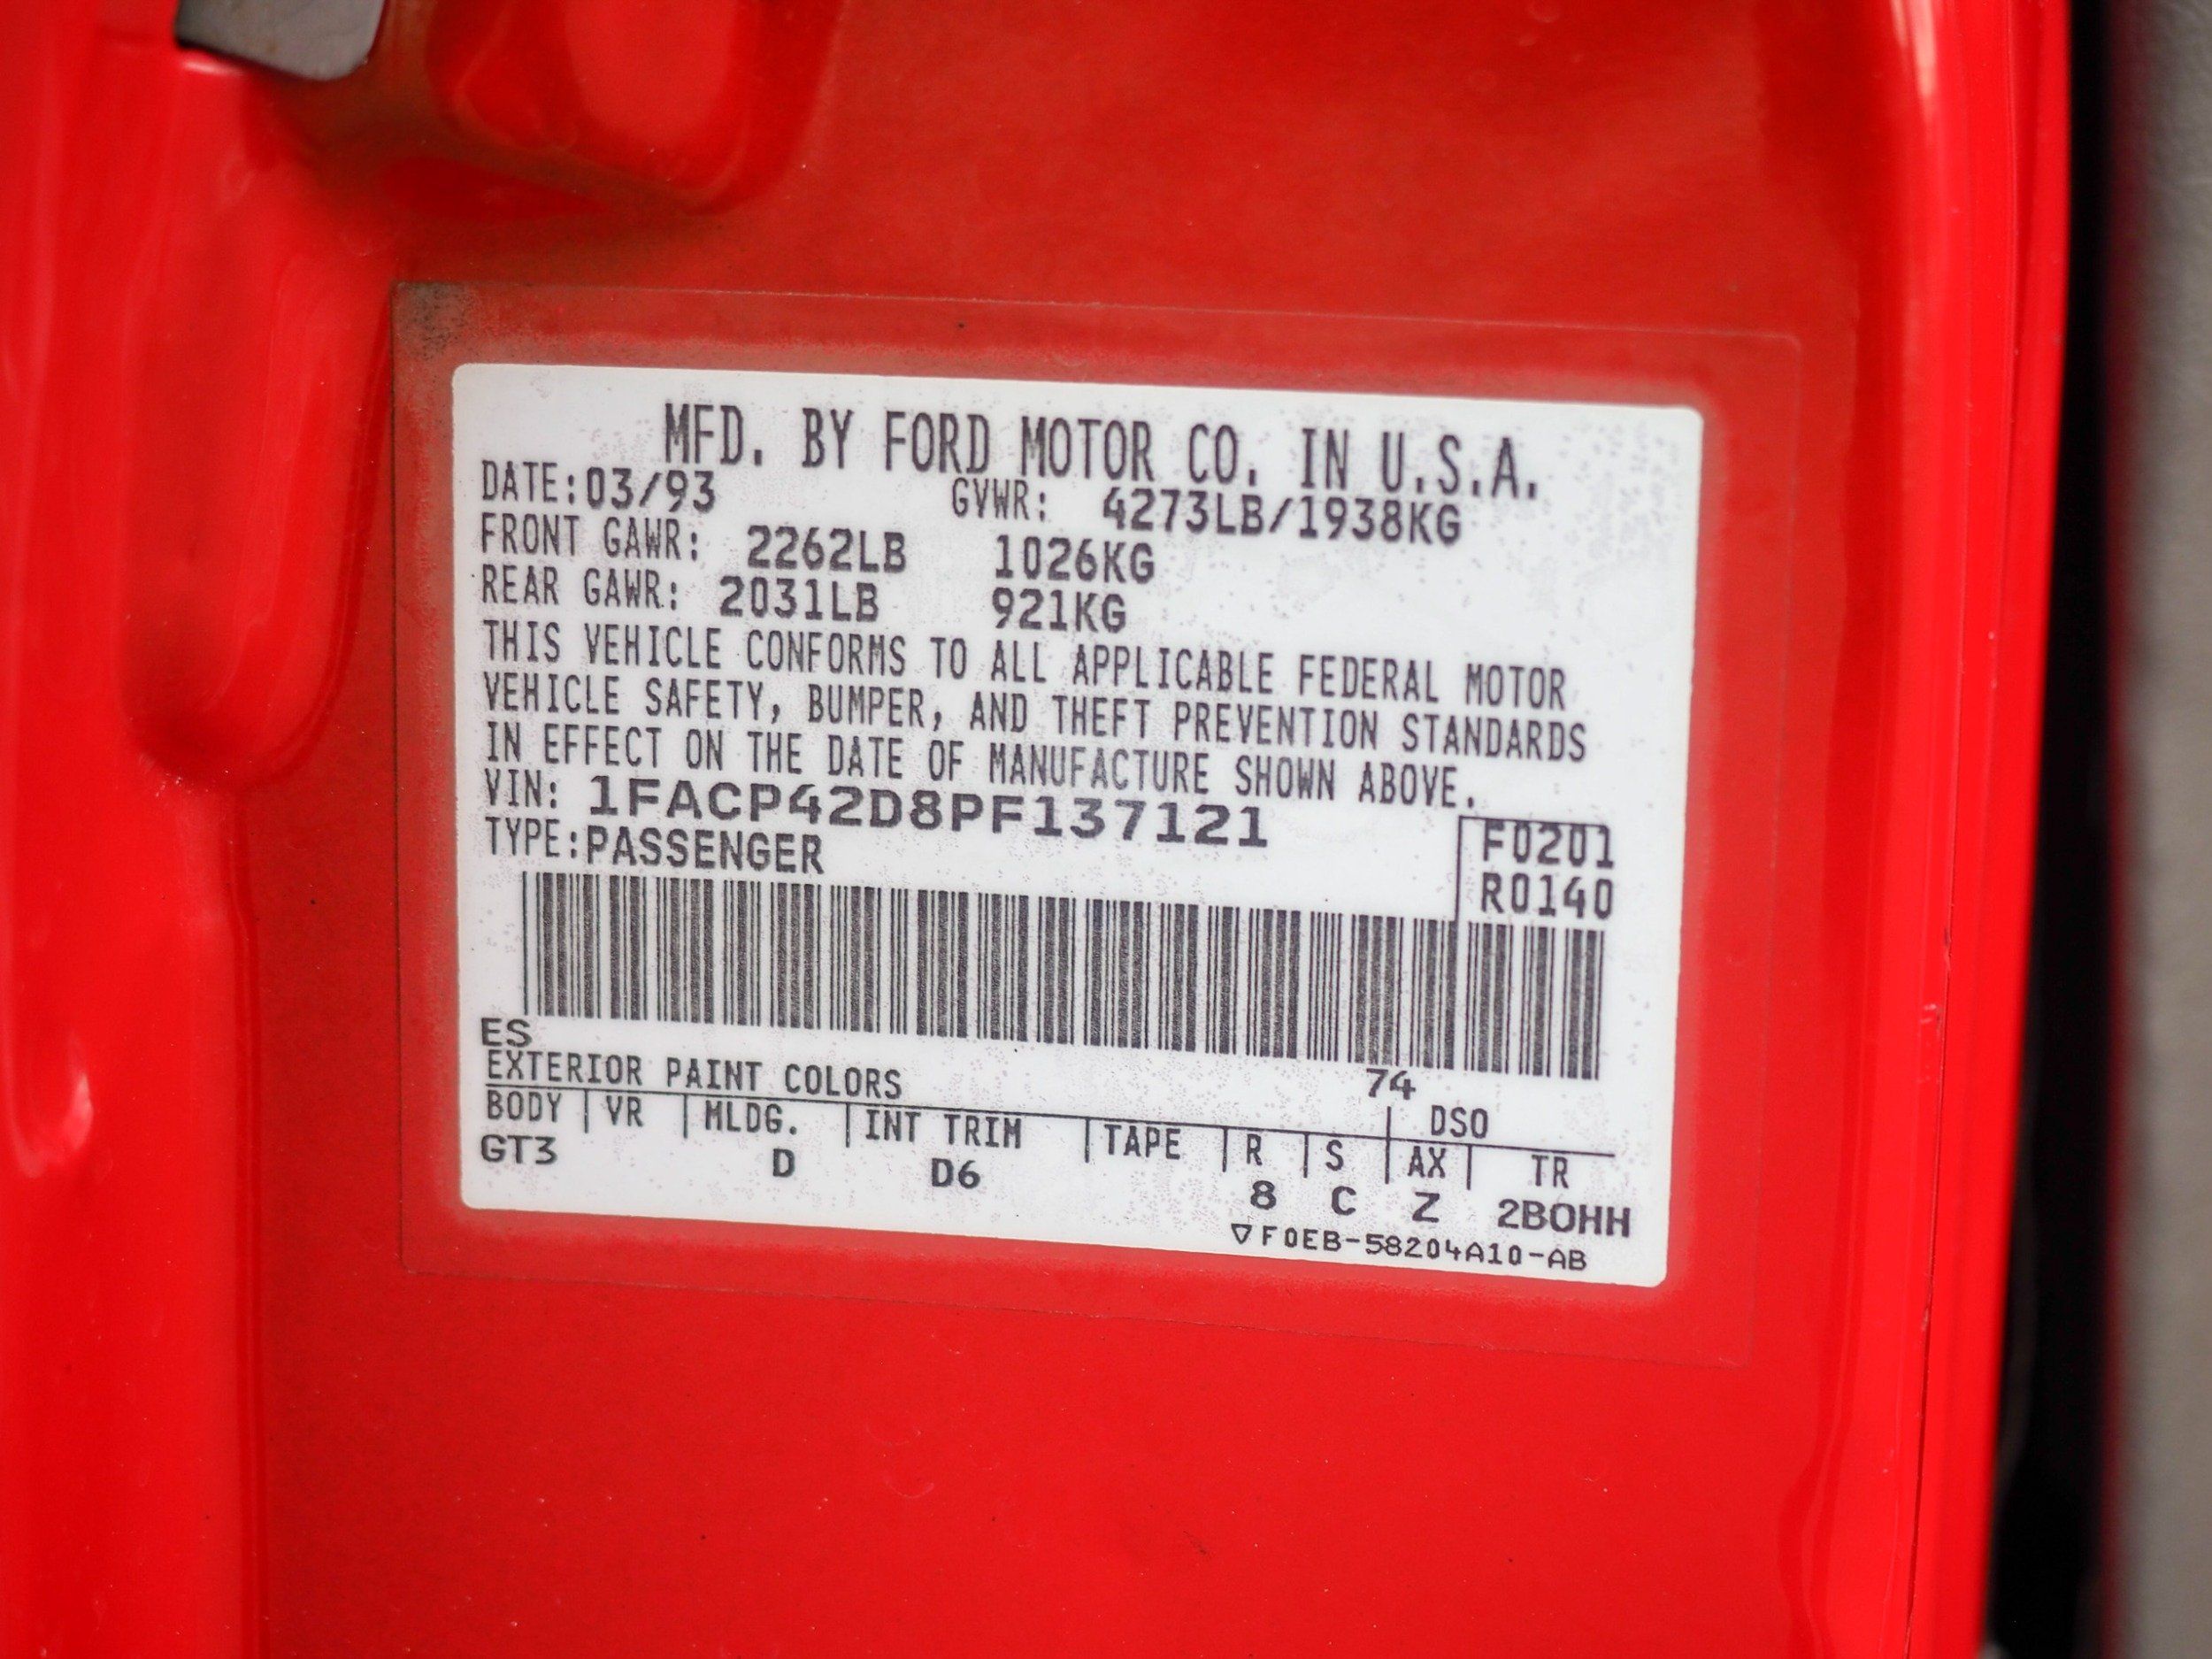 MFD. BY FORD MOTOR CO. IN U.S.A.
DATE:03/93 GVWR: 4273LB/1938KG
FRONT GAWR: 2262LB 1026KG
REAR GAWR: 2031LB 921KG
THIS VEHICLE CONFORMS TO ALL APPLICABLE FEDERAL MOTOR
VEHICLE SAFETY, BUMPER, AND THEFT PREVENTION STANDARDS
IN EFFECT ON THE DATE OF MANUFACTURE SHOWN ABOVE.
VIN: 1FACP42D8PF137121
TYPE:PASSENGER
F0201
R0140
ES
EXTERIOR PAINT COLORS 74 DSO
BODY VR MLDG. INT TRIM TAPE R S AX TR
GT3 D D6 8 C Z 2BOHH
▽F0EB-58204A10-AB